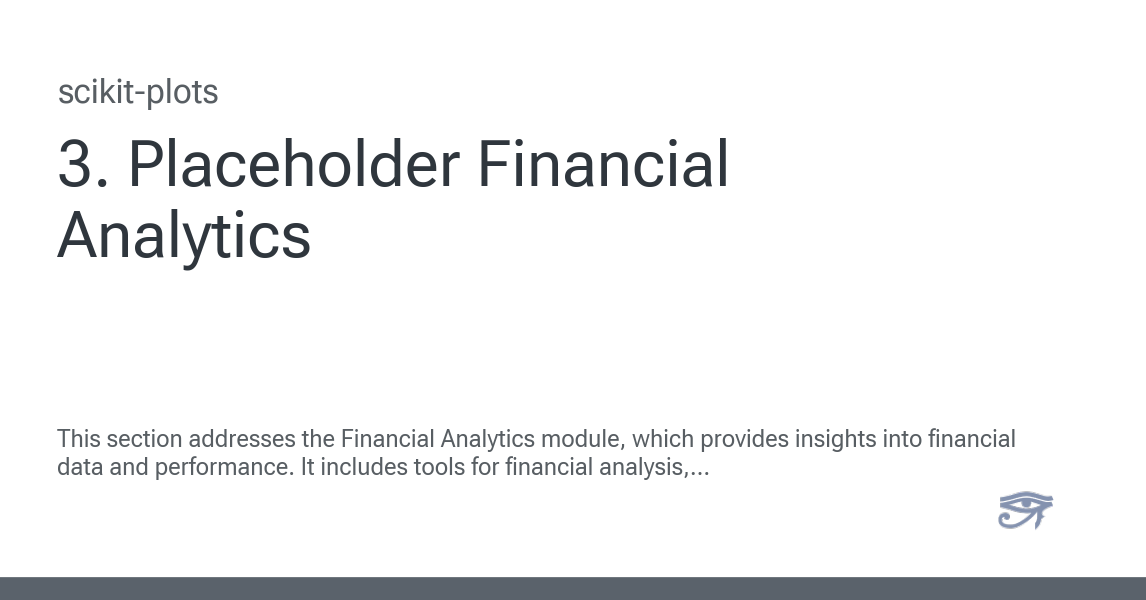 scikit-plots
3. Placeholder Financial
Analytics
This section addresses the Financial Analytics module, which provides insights into financial
data and performance. It includes tools for financial analysis,...